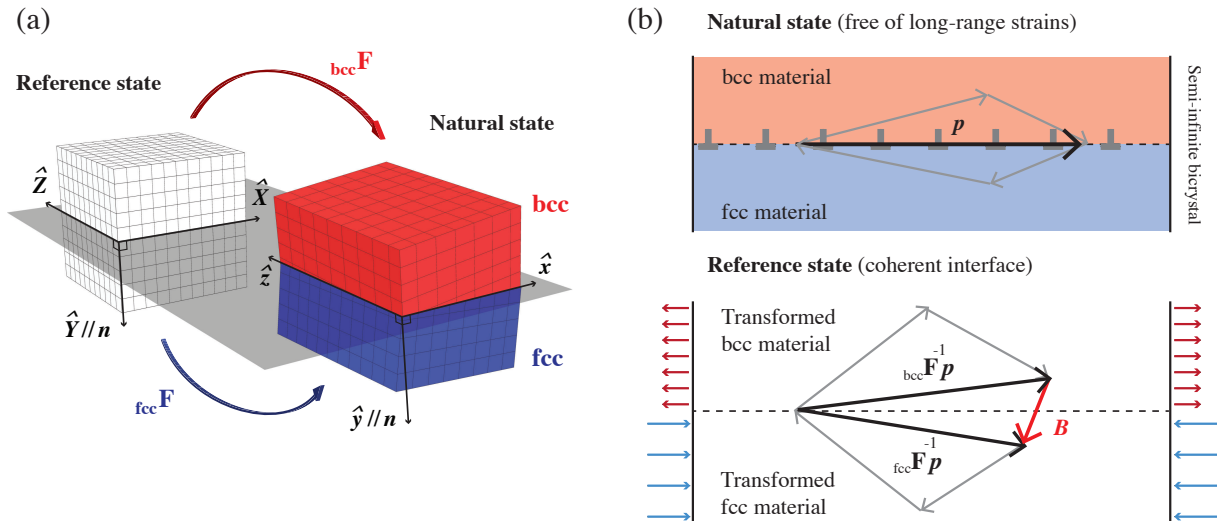 (a)
Reference state
bccF
Natural state
Ẑ
X̂
bcc
ẑ
x̂
Ŷ // n
fcc
fccF
ŷ // n
(b)
Natural state (free of long-range strains)
bcc material
p
fcc material
Semi-infinite bicrystal
Reference state (coherent interface)
Transformed
bcc material
bccF⁻¹p
B
fccF⁻¹p
Transformed
fcc material